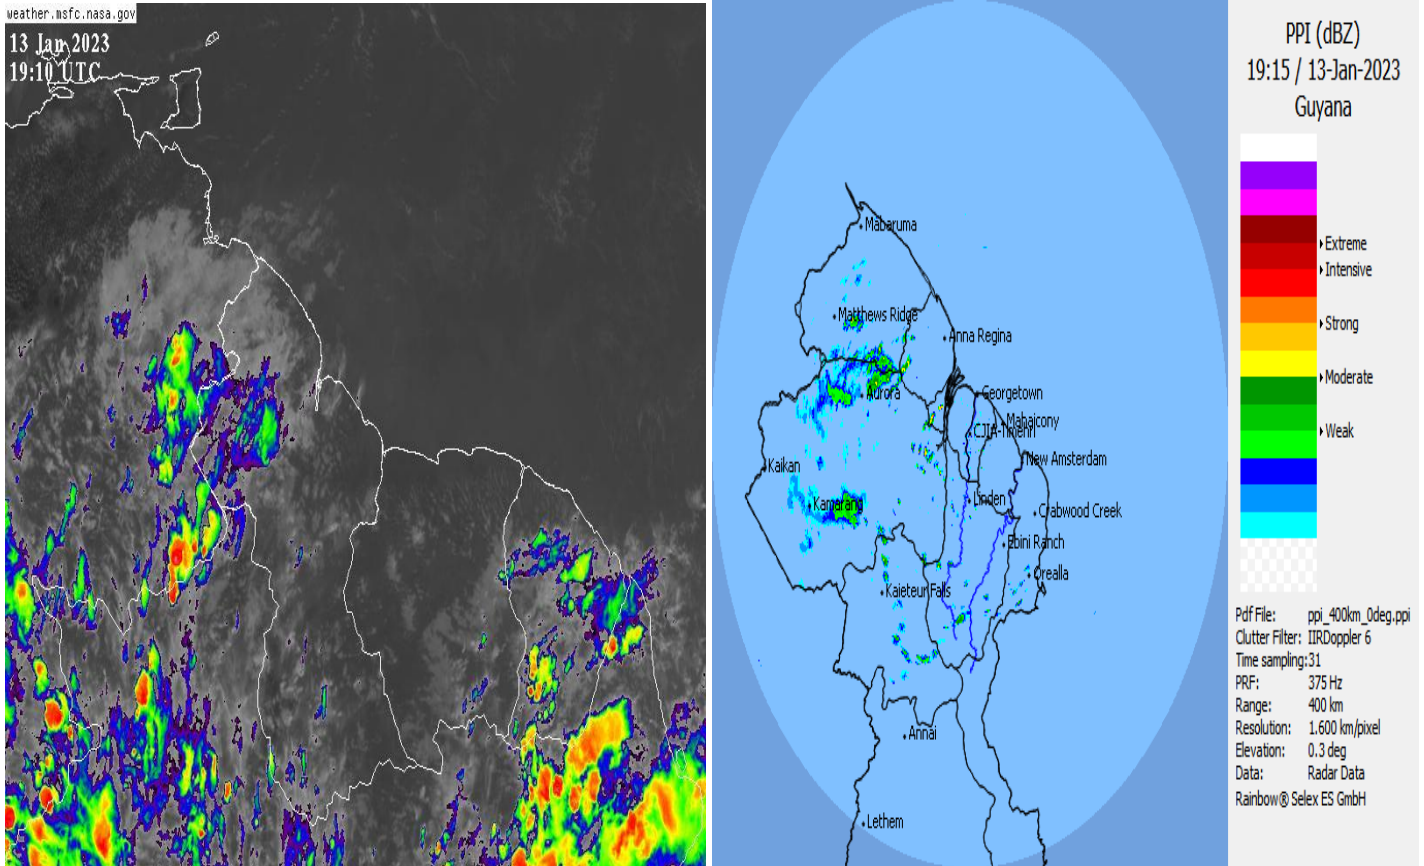 weather.msfc.nasa.gov
13 Jan 2023
19:10 UTC
Mabaruma
Matthews Ridge
Anna Regina
Aurora
Georgetown
Mahaicony
CJIA-Timehri
New Amsterdam
Kaikan
Kamarang
Linden
Crabwood Creek
Ebini Ranch
Orealla
Kaieteur Falls
Annai
Lethem
PPI (dBZ)
19:15 / 13-Jan-2023
Guyana
Extreme
Intensive
Strong
Moderate
Weak
Pdf File: ppi_400km_0deg.ppi
Clutter Filter: IIRDoppler 6
Time sampling:31
PRF: 375 Hz
Range: 400 km
Resolution: 1.600 km/pixel
Elevation: 0.3 deg
Data: Radar Data
Rainbow® Selex ES GmbH